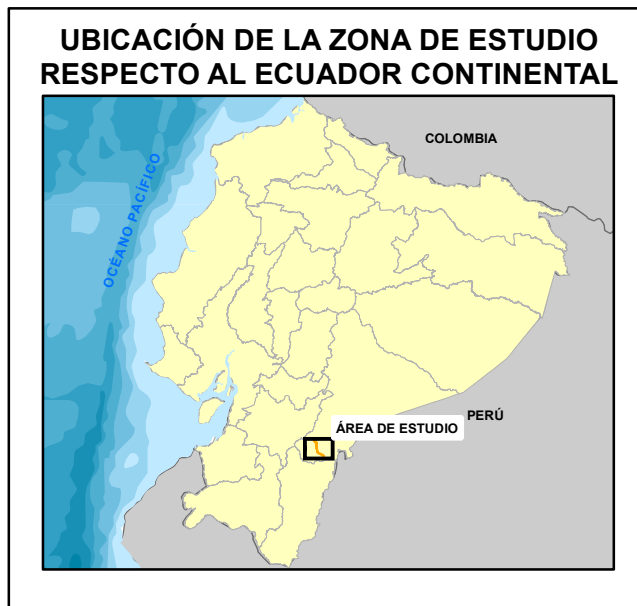 UBICACIÓN DE LA ZONA DE ESTUDIO
RESPECTO AL ECUADOR CONTINENTAL
COLOMBIA
OCÉANO PACÍFICO
PERÚ
ÁREA DE ESTUDIO